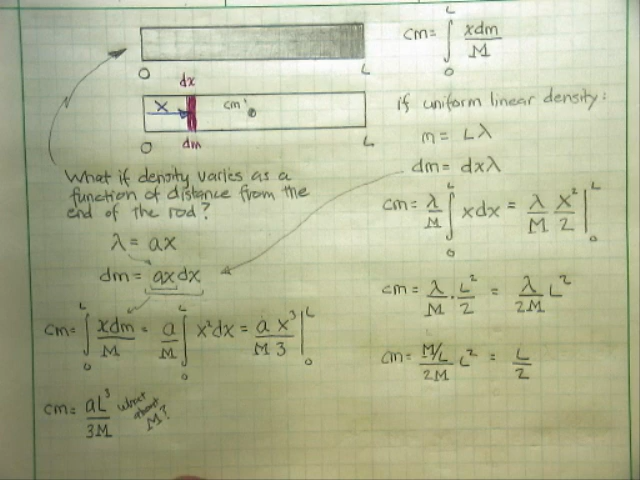 O L
dx
x cm
O dm L
What if density varies as a
function of distance from the
end of the rod?
λ = ax
dm = axdx
cm = ∫₀ᴸ xdm/M = a/M ∫₀ᴸ x²dx = a/M x³/3 |₀ᴸ
cm = aL³/3M what about M?
cm = ∫₀ᴸ xdm/M
if uniform linear density:
m = Lλ
dm = dxλ
cm = λ/M ∫₀ᴸ xdx = λ/M x²/2 |₀ᴸ
cm = λ/M · L²/2 = λ/2M L²
cm = M/L/2M L² = L/2